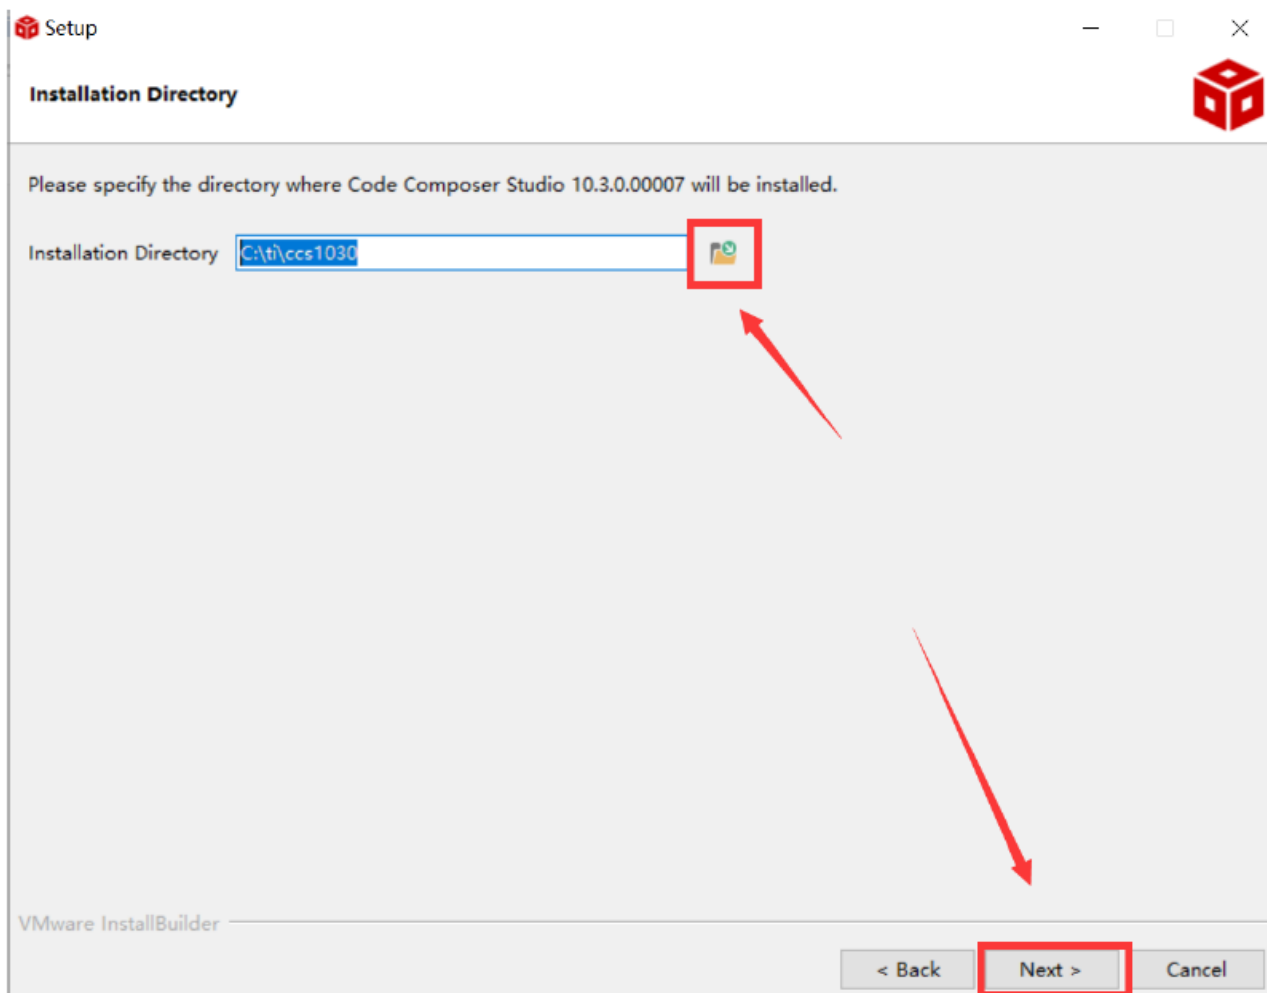 Setup
Installation Directory
Please specify the directory where Code Composer Studio 10.3.0.00007 will be installed.
Installation Directory C:\ti\ccs1030
VMware InstallBuilder
< Back Next > Cancel